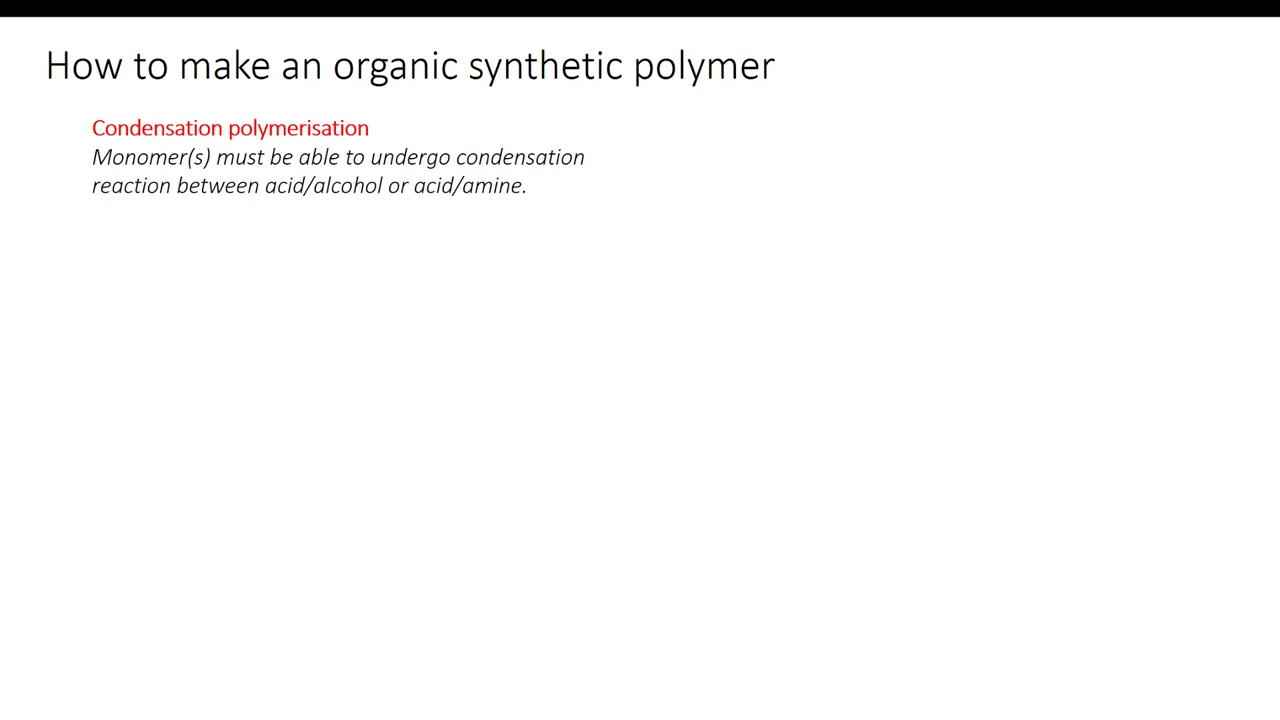 How to make an organic synthetic polymer
Condensation polymerisation
Monomer(s) must be able to undergo condensation
reaction between acid/alcohol or acid/amine.